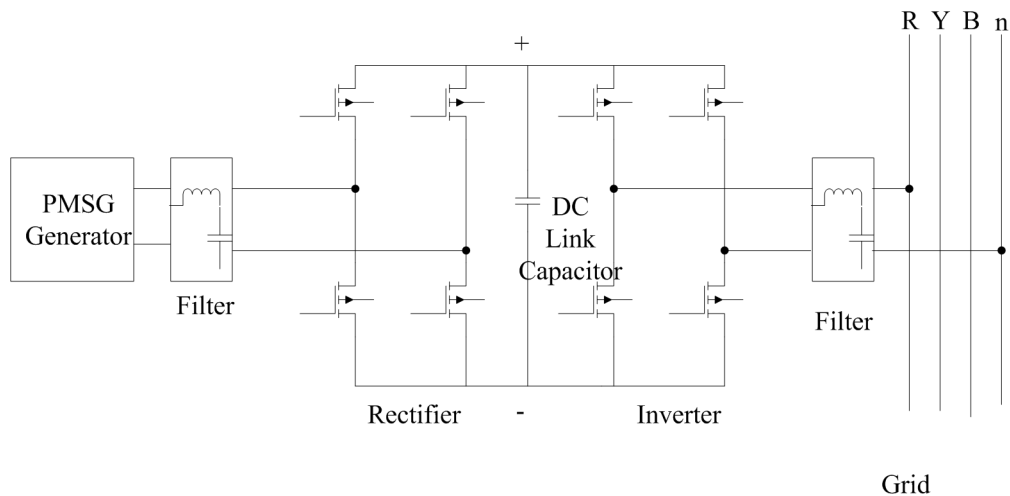 R Y B n
+
PMSG
Generator
DC
Link
Capacitor
Filter
Filter
Rectifier
-
Inverter
Grid